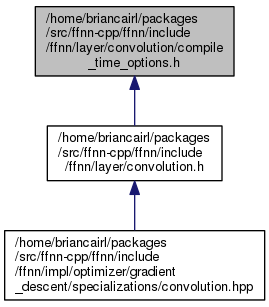 /home/briancairl/packages
/src/ffnn-cpp/ffnn/include
/ffnn/layer/convolution/compile
_time_options.h
/home/briancairl/packages
/src/ffnn-cpp/ffnn/include
/ffnn/layer/convolution.h
/home/briancairl/packages
/src/ffnn-cpp/ffnn/include
/ffnn/impl/optimizer/gradient
_descent/specializations/convolution.hpp